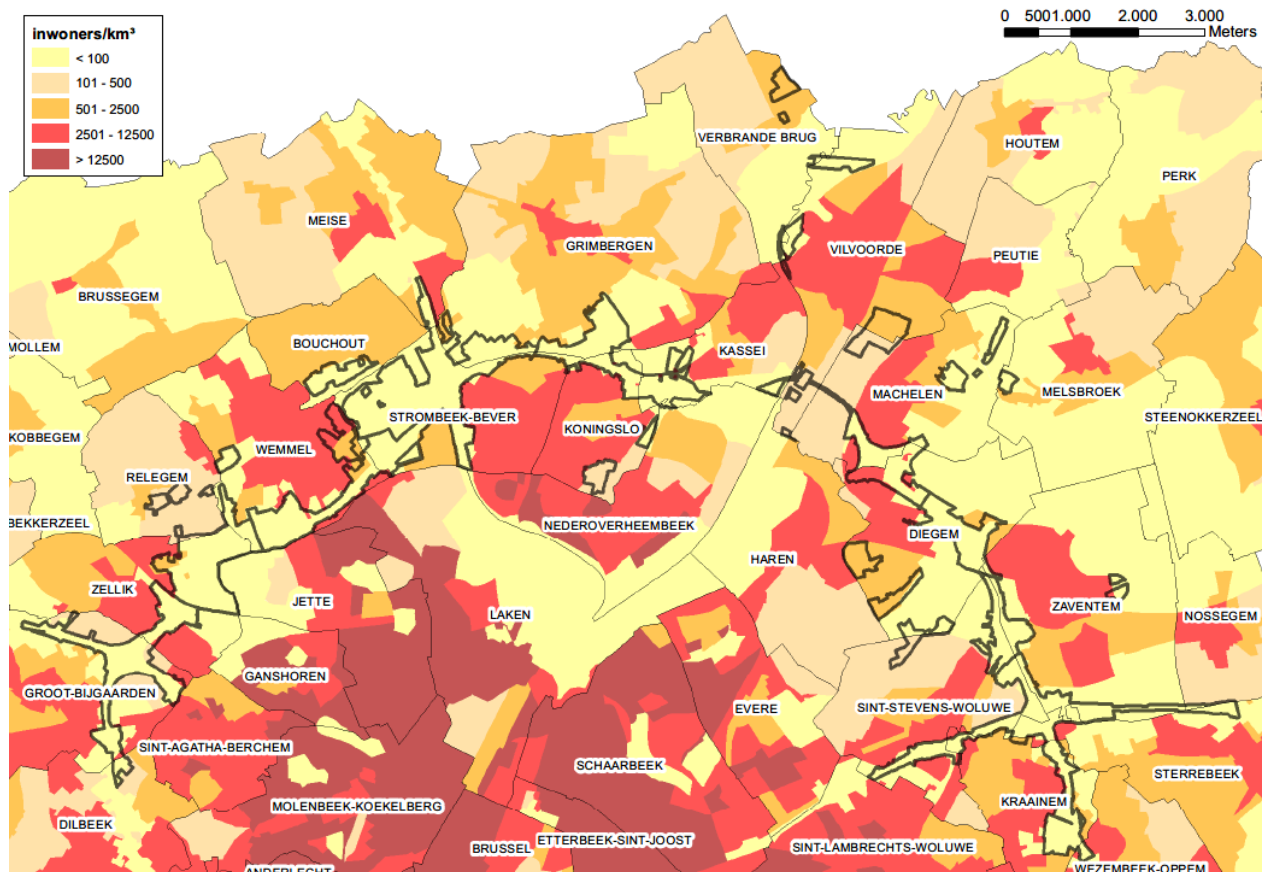 inwoners/km³
< 100
101 - 500
501 - 2500
2501 - 12500
> 12500
0 5001.000 2.000 3.000
Meters
VERBRANDE BRUG
HOUTEM
PERK
MEISE
GRIMBERGEN
VILVOORDE
PEUTIE
BRUSSEGEM
MOLLEM
BOUCHOUT
KASSEI
MACHELEN
MELSBROEK
STROMBEEK-BEVER
KONINGSLO
STEENOKKERZEEL
KOBBEGEM
WEMMEL
RELEGEM
BEKKERZEEL
NEDEROVERHEEMBEEK
DIEGEM
HAREN
ZELLIK
JETTE
LAKEN
ZAVENTEM
NOSSEGEM
GANSHOREN
GROOT-BIJGAARDEN
EVERE
SINT-STEVENS-WOLUWE
SINT-AGATHA-BERCHEM
SCHAARBEEK
STERREBEEK
MOLENBEEK-KOEKELBERG
KRAAINEM
DILBEEK
BRUSSEL
ETTERBEEK-SINT-JOOST
SINT-LAMBRECHTS-WOLUWE
ANDERLECHT
WEZEMBEEK-OPPEM